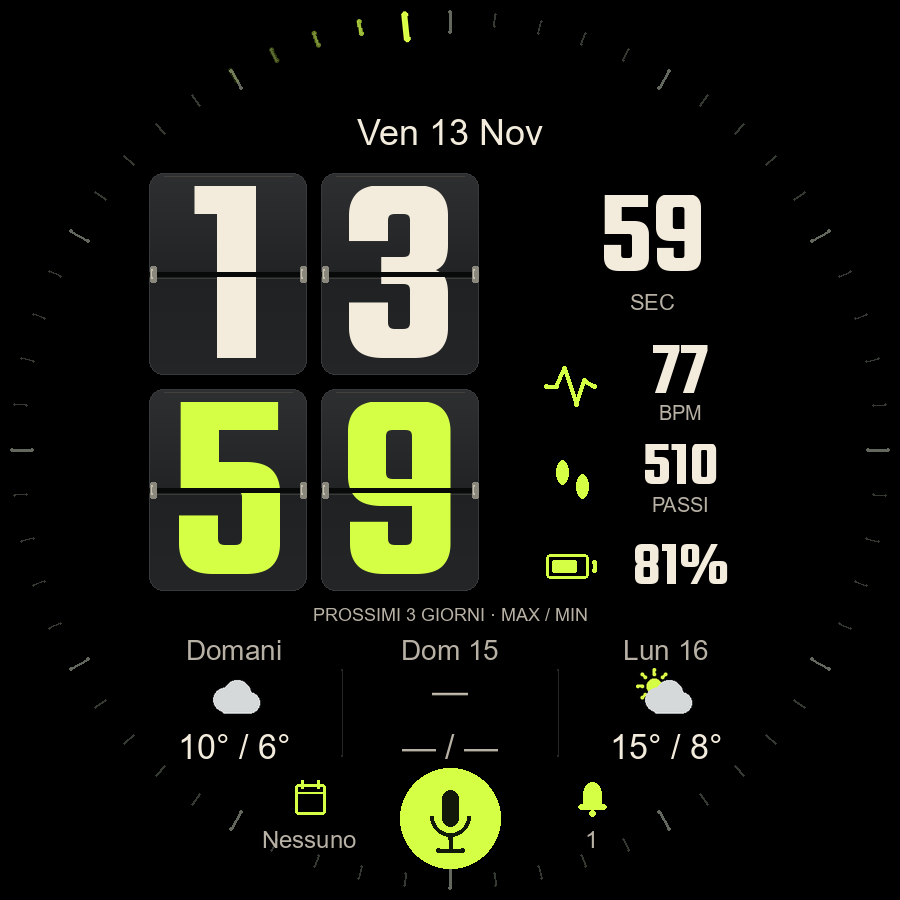 Ven 13 Nov
13
59
59
SEC
77
BPM
510
PASSI
81%
PROSSIMI 3 GIORNI · MAX / MIN
Domani Dom 15 Lun 16
—
10° / 6° — / — 15° / 8°
Nessuno 1